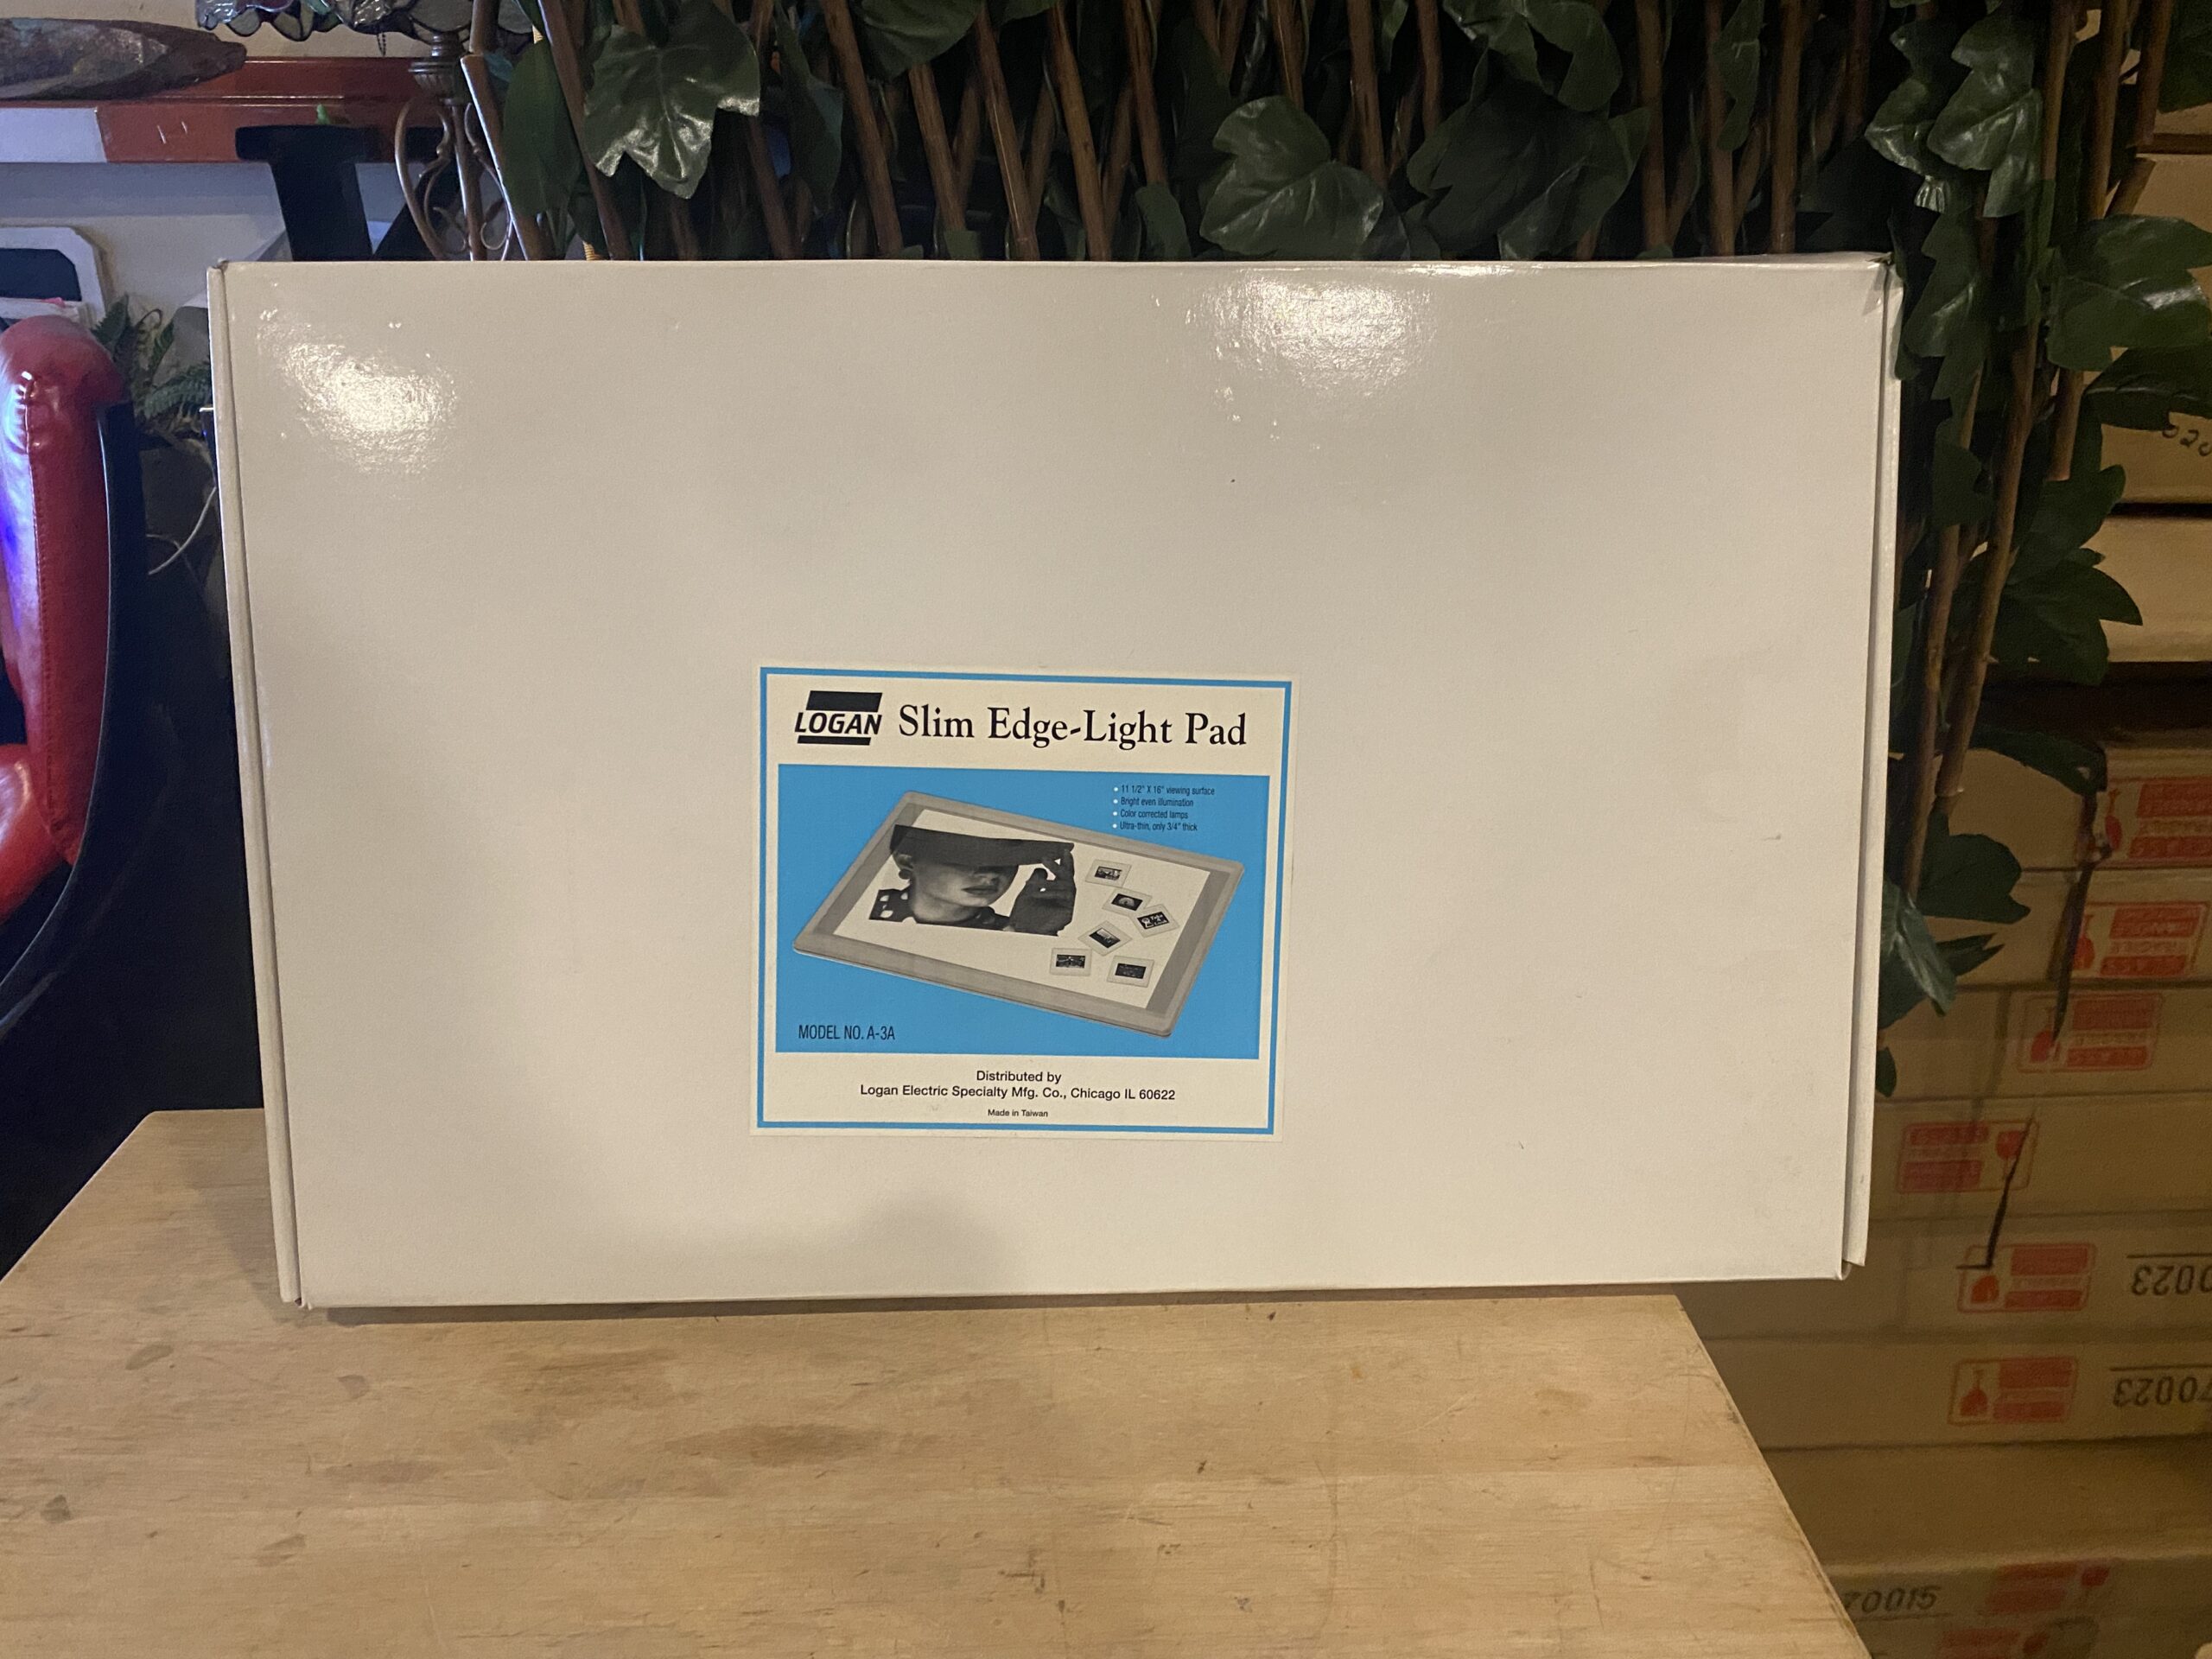 LOGAN Slim Edge-Light Pad
• 11 1/2" X 16" viewing surface
• Bright even illumination
• Color corrected lamps
• Ultra-thin, only 3/4" thick
MODEL NO. A-3A
Distributed by
Logan Electric Specialty Mfg. Co., Chicago IL 60622
Made in Taiwan
70015